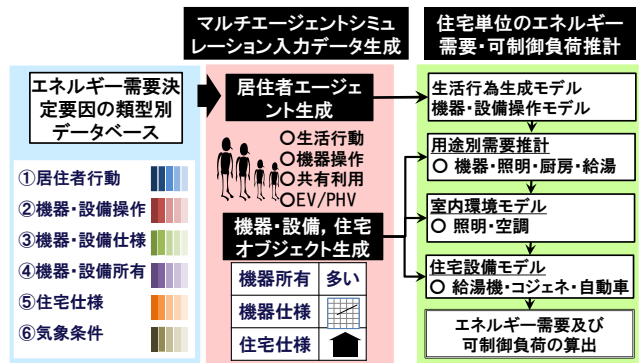 マルチエージェントシミュ
レーション入力データ生成
住宅単位のエネルギー
需要・可制御負荷推計
エネルギー需要決
定要因の類型別
データベース
①居住者行動
②機器・設備操作
③機器・設備仕様
④機器・設備所有
⑤住宅仕様
⑥気象条件
居住者エージェ
ント生成
〇生活行動
〇機器操作
〇共有利用
〇EV/PHV
機器・設備，住宅
オブジェクト生成
機器所有 多い
機器仕様
住宅仕様
生活行為生成モデル
機器・設備操作モデル
用途別需要推計
〇 機器・照明・厨房・給湯
室内環境モデル
〇 照明・空調
住宅設備モデル
〇 給湯機・コジェネ・自動車
エネルギー需要及び
可制御負荷の算出